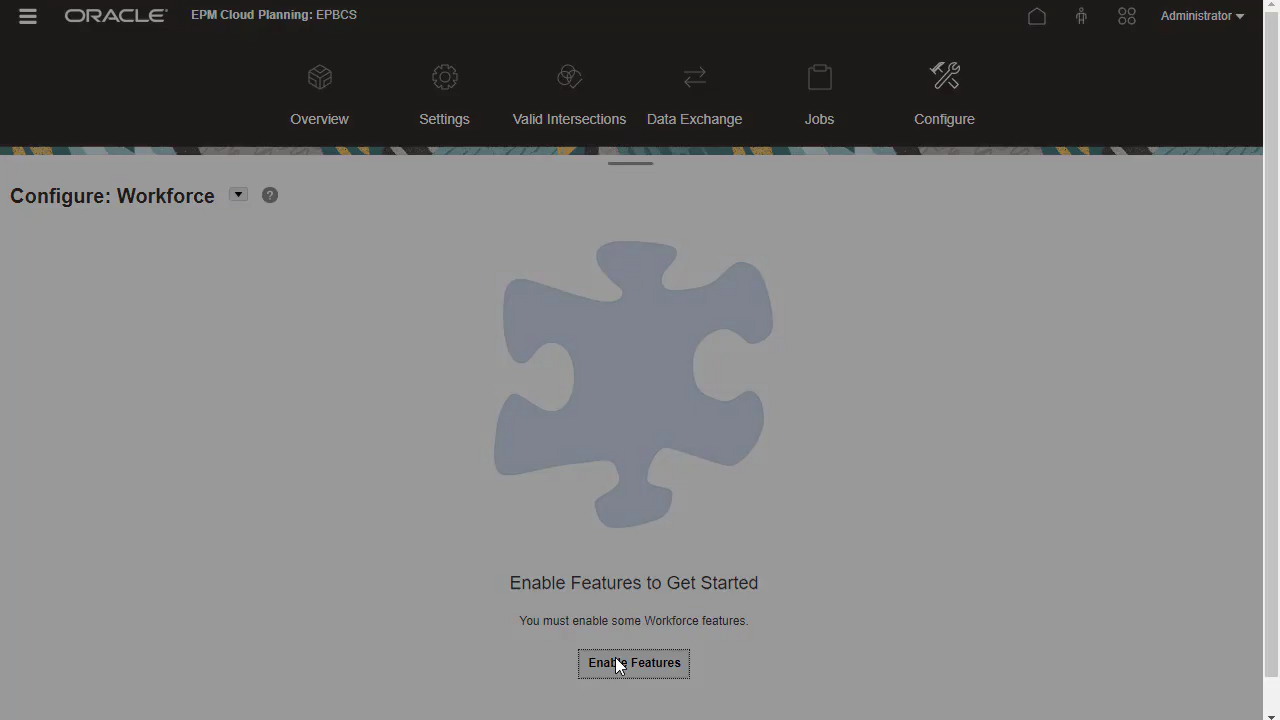 ORACLE EPM Cloud Planning: EPBCS Administrator
Overview Settings Valid Intersections Data Exchange Jobs Configure
Configure: Workforce
?
Enable Features to Get Started
You must enable some Workforce features.
Enable Features